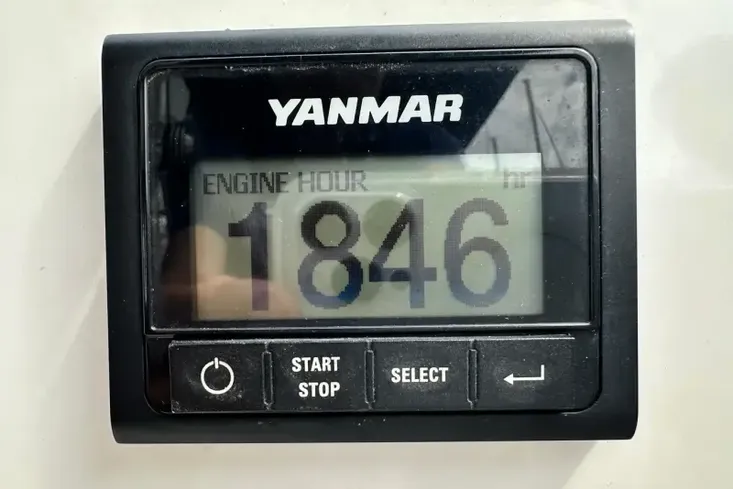 YANMAR
ENGINE HOUR hr
1846
START STOP
SELECT